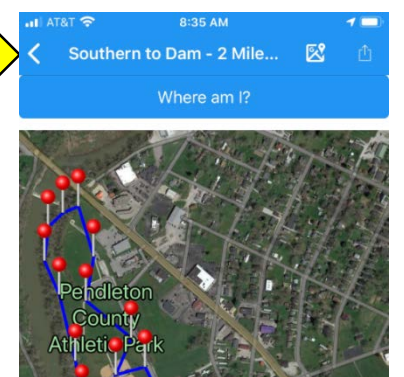 AT&T 8:35 AM
Southern to Dam - 2 Mile...
Where am I?
Pendleton
County
Athletic Park